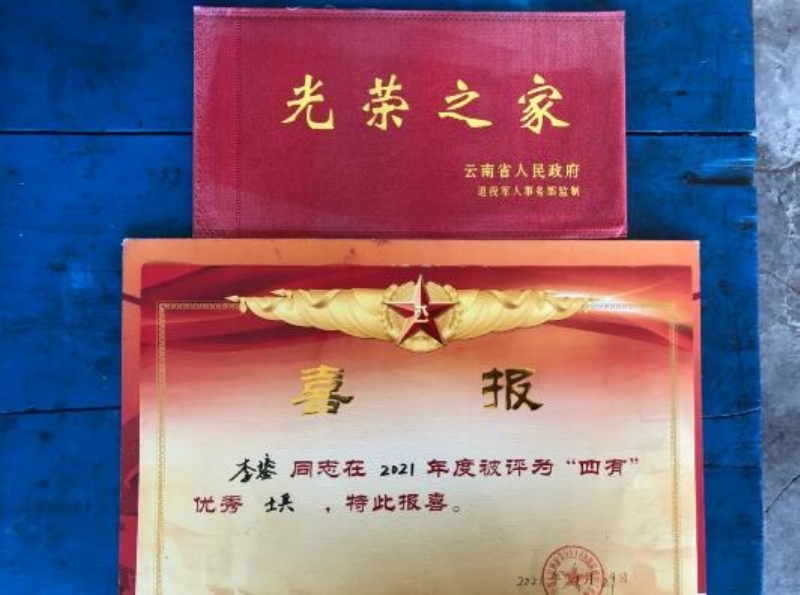 光荣之家
云南省人民政府
退役军人事务部监制
喜报
同志在 2021 年度被评为“四有”
优秀 士兵 ，特此报喜。